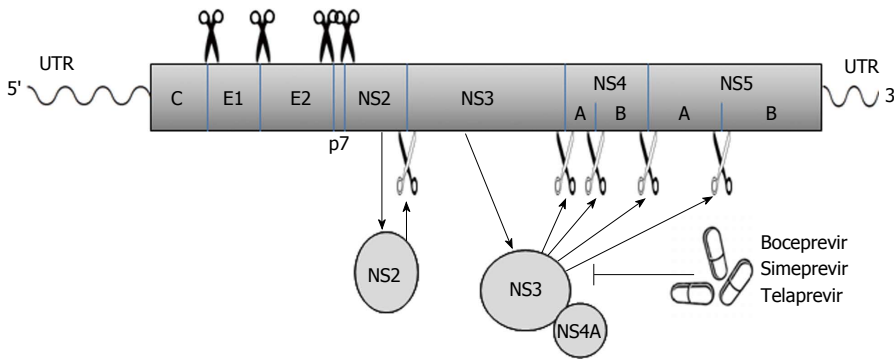 UTR
NS4
NS5
UTR
5'
C
E1
E2
NS2
NS3
A
B
A
B
3'
p7
NS2
NS3
NS4A
Boceprevir
Simeprevir
Telaprevir